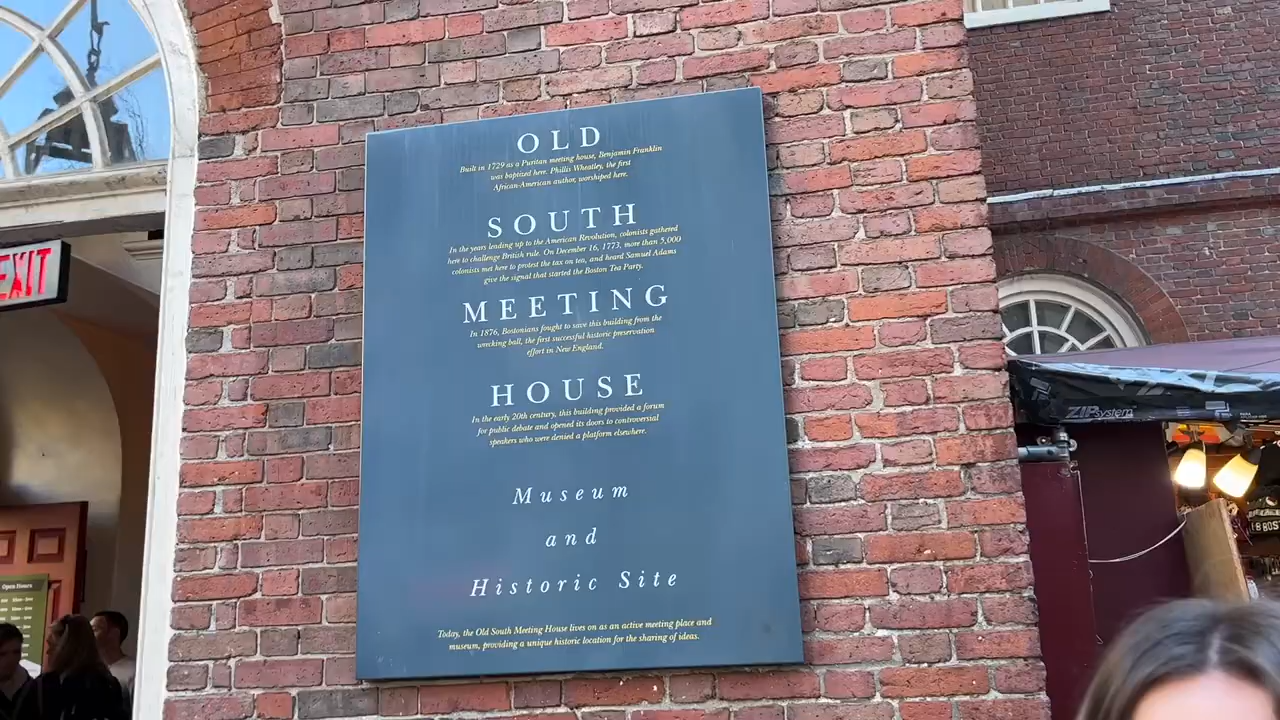 OLD
Built in 1729 as a Puritan meeting house, Benjamin Franklin
was baptized here. Phillis Wheatley, the first
African-American author, worshiped here.
SOUTH
In the years leading up to the American Revolution, colonists gathered
here to challenge British rule. On December 16, 1773, more than 5,000
colonists met here to protest the tax on tea, and heard Samuel Adams
give the signal that started the Boston Tea Party.
MEETING
In 1876, Bostonians fought to save this building from the
wrecking ball, the first successful historic preservation
effort in New England.
HOUSE
In the early 20th century, this building provided a forum
for public debate and opened its doors to controversial
speakers who were denied a platform elsewhere.
Museum
and
Historic Site
Today, the Old South Meeting House lives on as an active meeting place and
museum, providing a unique historic location for the sharing of ideas.
EXIT
Open Hours
ZIPsystem